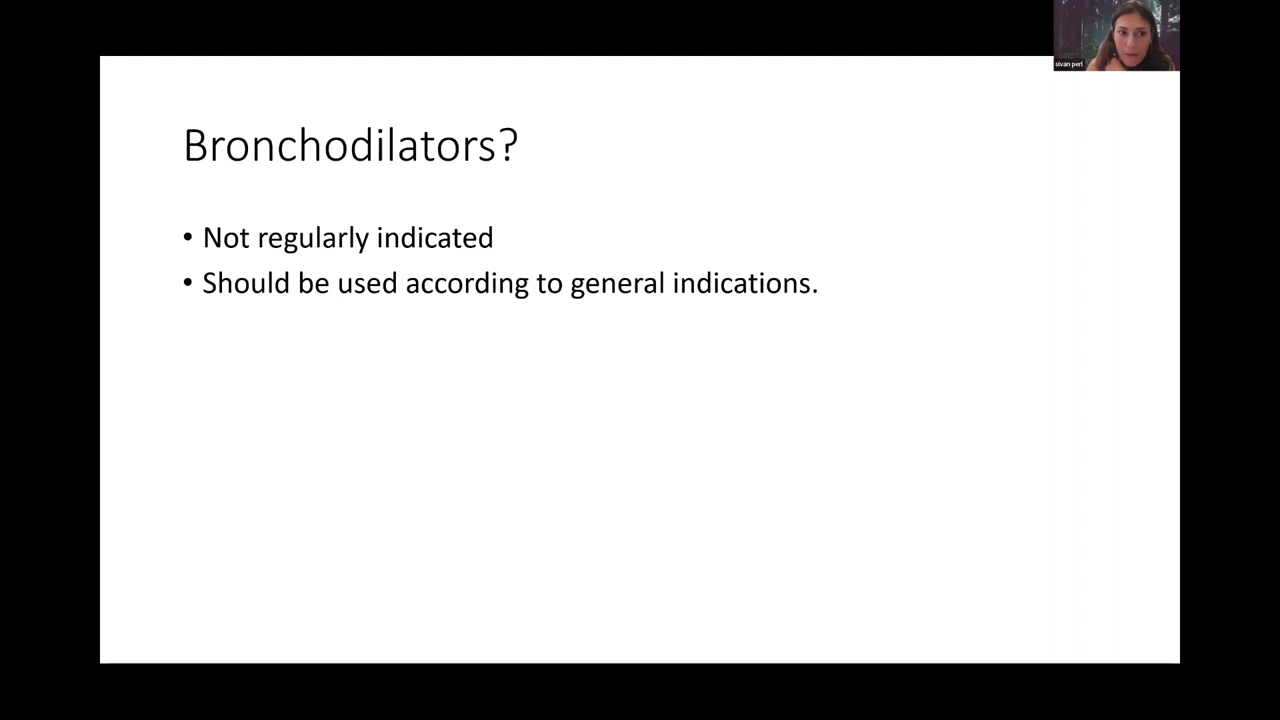 sivan perl
Bronchodilators?
• Not regularly indicated
• Should be used according to general indications.